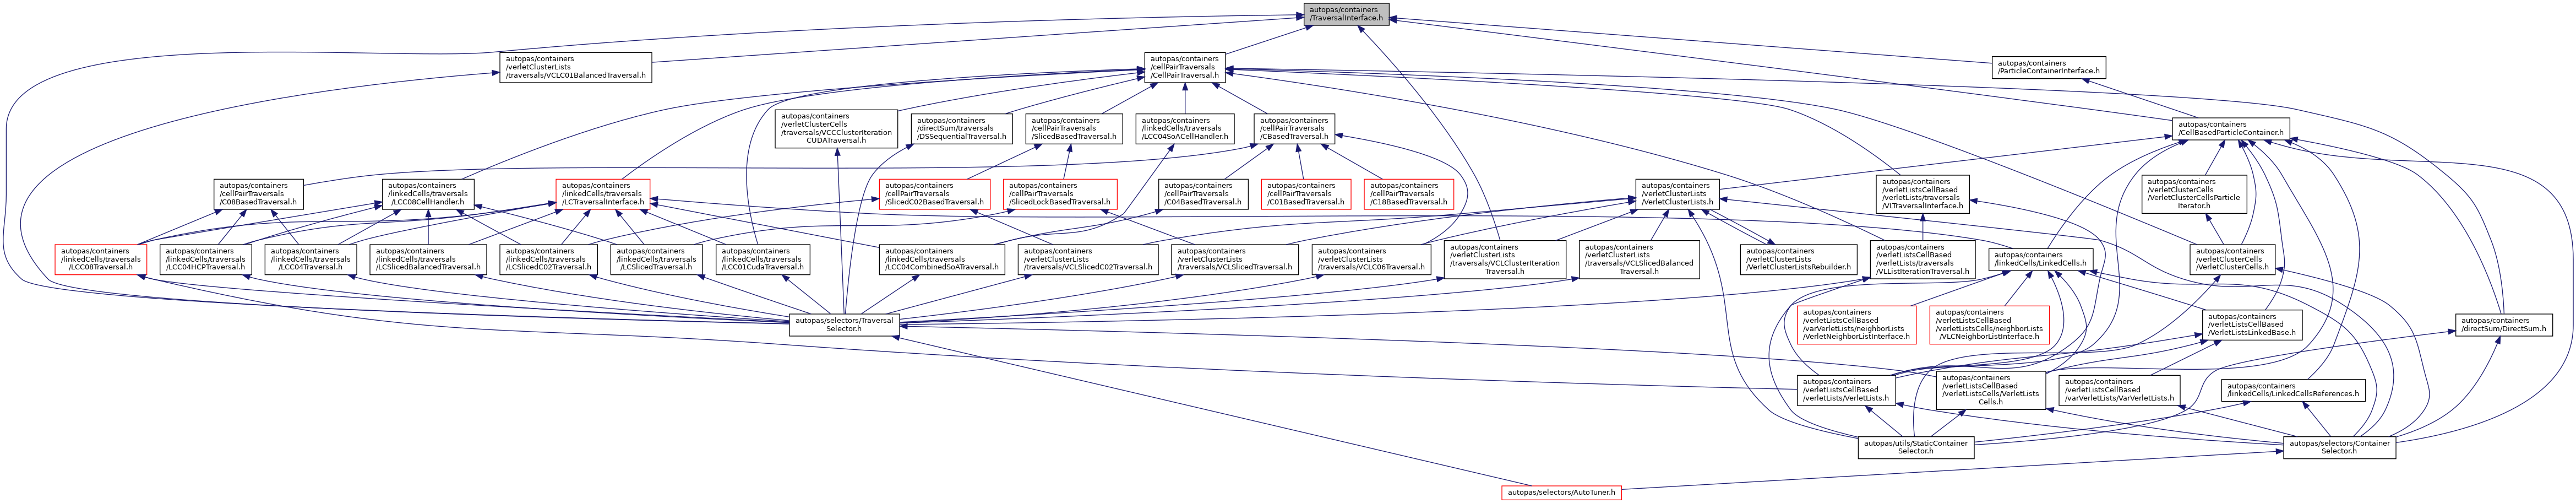 autopas/containers
/TraversalInterface.h
autopas/containers
/verletClusterLists
/traversals/VCLC01BalancedTraversal.h
autopas/containers
/cellPairTraversals
/CellPairTraversal.h
autopas/containers
/ParticleContainerInterface.h
autopas/containers
/verletClusterCells
/traversals/VCCClusterIteration
CUDATraversal.h
autopas/containers
/directSum/traversals
/DSSequentialTraversal.h
autopas/containers
/cellPairTraversals
/SlicedBasedTraversal.h
autopas/containers
/linkedCells/traversals
/LCC04SoACellHandler.h
autopas/containers
/cellPairTraversals
/CBasedTraversal.h
autopas/containers
/CellBasedParticleContainer.h
autopas/containers
/cellPairTraversals
/C08BasedTraversal.h
autopas/containers
/linkedCells/traversals
/LCC08CellHandler.h
autopas/containers
/linkedCells/traversals
/LCTraversalInterface.h
autopas/containers
/cellPairTraversals
/SlicedC02BasedTraversal.h
autopas/containers
/cellPairTraversals
/SlicedLockBasedTraversal.h
autopas/containers
/cellPairTraversals
/C04BasedTraversal.h
autopas/containers
/cellPairTraversals
/C01BasedTraversal.h
autopas/containers
/cellPairTraversals
/C18BasedTraversal.h
autopas/containers
/verletClusterLists
/VerletClusterLists.h
autopas/containers
/verletListsCellBased
/verletLists/traversals
/VLTraversalInterface.h
autopas/containers
/verletClusterCells
/VerletClusterCellsParticle
Iterator.h
autopas/containers
/linkedCells/traversals
/LCC08Traversal.h
autopas/containers
/linkedCells/traversals
/LCC04HCPTraversal.h
autopas/containers
/linkedCells/traversals
/LCC04Traversal.h
autopas/containers
/linkedCells/traversals
/LCSlicedBalancedTraversal.h
autopas/containers
/linkedCells/traversals
/LCSlicedC02Traversal.h
autopas/containers
/linkedCells/traversals
/LCSlicedTraversal.h
autopas/containers
/linkedCells/traversals
/LCC01CudaTraversal.h
autopas/containers
/linkedCells/traversals
/LCC04CombinedSoATraversal.h
autopas/containers
/verletClusterLists
/traversals/VCLSlicedC02Traversal.h
autopas/containers
/verletClusterLists
/traversals/VCLSlicedTraversal.h
autopas/containers
/verletClusterLists
/traversals/VCLC06Traversal.h
autopas/containers
/verletClusterLists
/traversals/VCLClusterIteration
Traversal.h
autopas/containers
/verletClusterLists
/traversals/VCLSlicedBalanced
Traversal.h
autopas/containers
/verletClusterLists
/VerletClusterListsRebuilder.h
autopas/containers
/verletListsCellBased
/verletLists/traversals
/VLListIterationTraversal.h
autopas/containers
/linkedCells/LinkedCells.h
autopas/containers
/verletClusterCells
/VerletClusterCells.h
autopas/selectors/Traversal
Selector.h
autopas/containers
/verletListsCellBased
/varVerletLists/neighborLists
/VerletNeighborListInterface.h
autopas/containers
/verletListsCellBased
/verletListsCells/neighborLists
/VLCNeighborListInterface.h
autopas/containers
/verletListsCellBased
/VerletListsLinkedBase.h
autopas/containers
/directSum/DirectSum.h
autopas/containers
/verletListsCellBased
/verletLists/VerletLists.h
autopas/containers
/verletListsCellBased
/verletListsCells/VerletLists
Cells.h
autopas/containers
/verletListsCellBased
/varVerletLists/VarVerletLists.h
autopas/containers
/linkedCells/LinkedCellsReferences.h
autopas/utils/StaticContainer
Selector.h
autopas/selectors/Container
Selector.h
autopas/selectors/AutoTuner.h